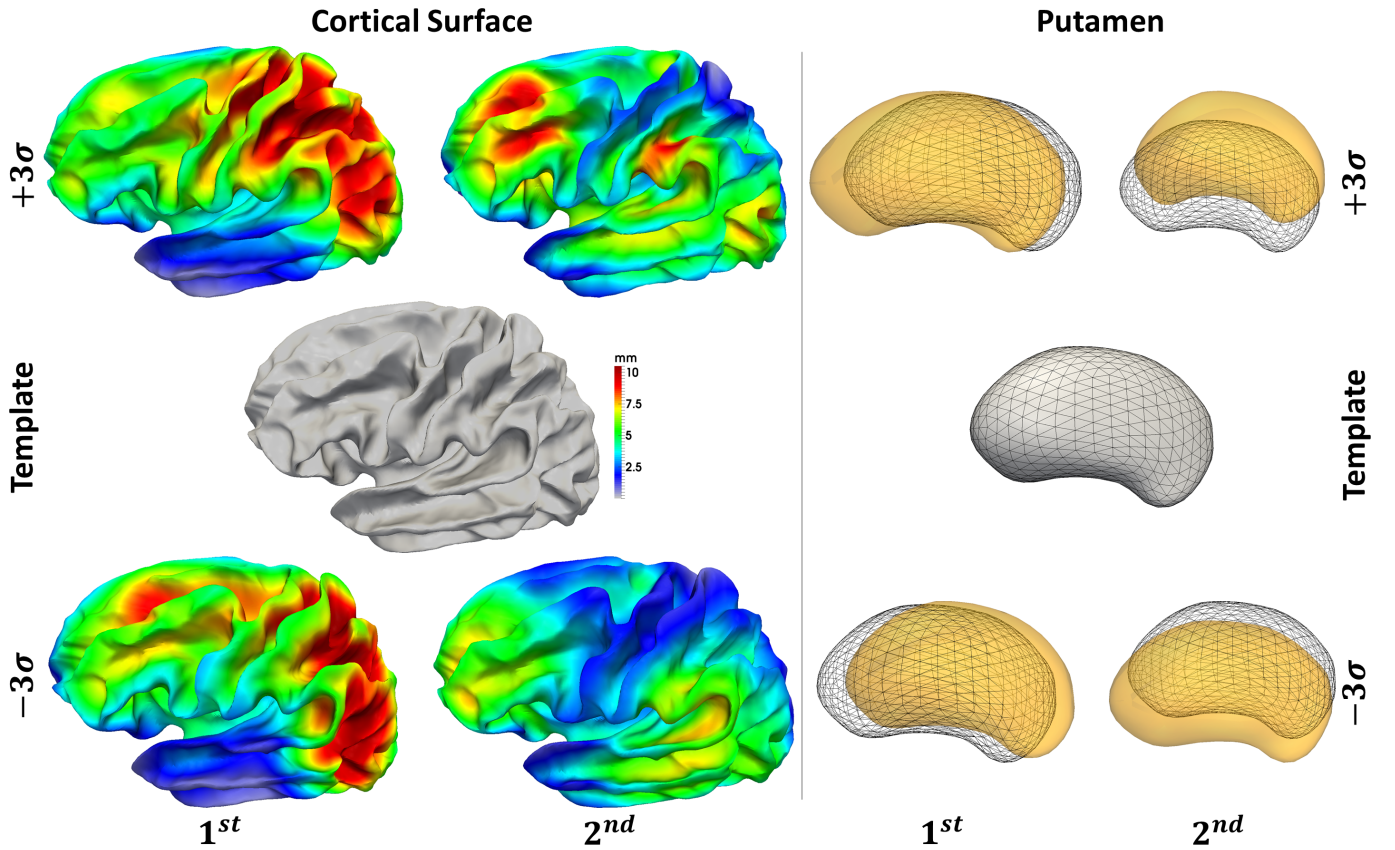 Cortical Surface
Putamen
+3σ
+3σ
Template
mm
10
7.5
5
2.5
Template
−3σ
−3σ
1st
2nd
1st
2nd